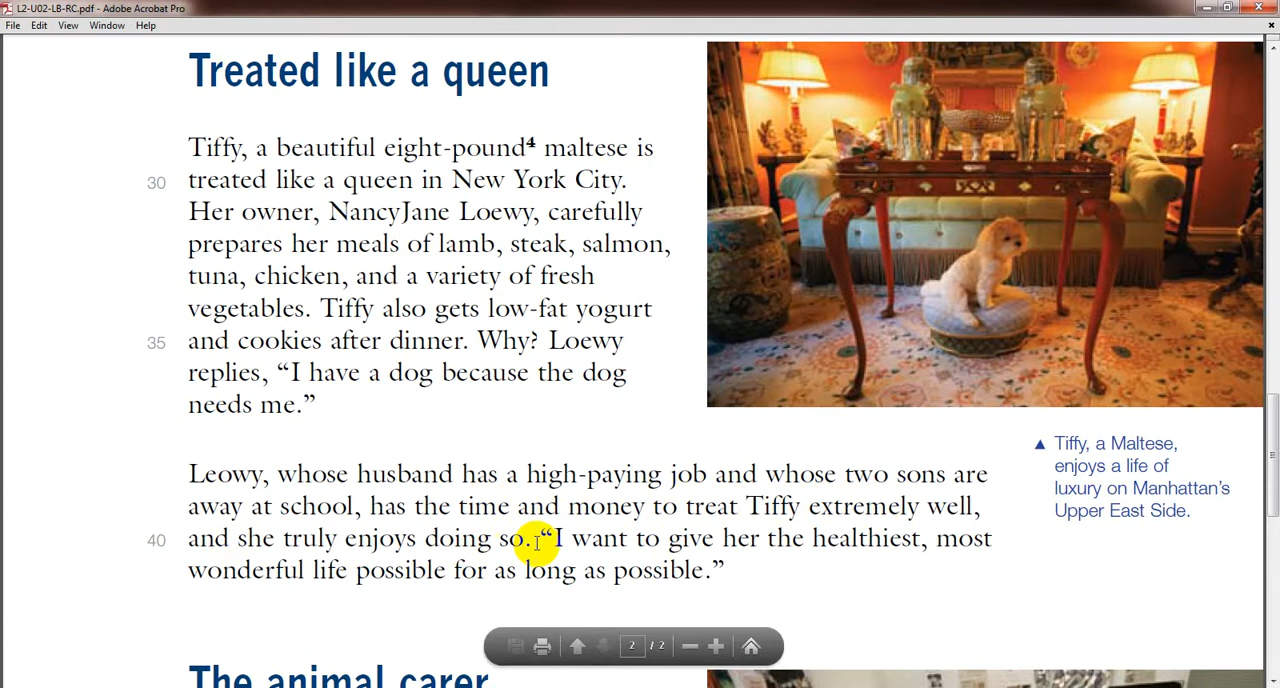 L2-U02-LB-RC.pdf - Adobe Acrobat Pro
File Edit View Window Help
Treated like a queen
Tiffy, a beautiful eight-pound⁴ maltese is
30 treated like a queen in New York City.
Her owner, NancyJane Loewy, carefully
prepares her meals of lamb, steak, salmon,
tuna, chicken, and a variety of fresh
vegetables. Tiffy also gets low-fat yogurt
35 and cookies after dinner. Why? Loewy
replies, “I have a dog because the dog
needs me.”
▲ Tiffy, a Maltese,
enjoys a life of
luxury on Manhattan’s
Upper East Side.
Leowy, whose husband has a high-paying job and whose two sons are
away at school, has the time and money to treat Tiffy extremely well,
40 and she truly enjoys doing so. “I want to give her the healthiest, most
wonderful life possible for as long as possible.”
2 / 2
The animal carer